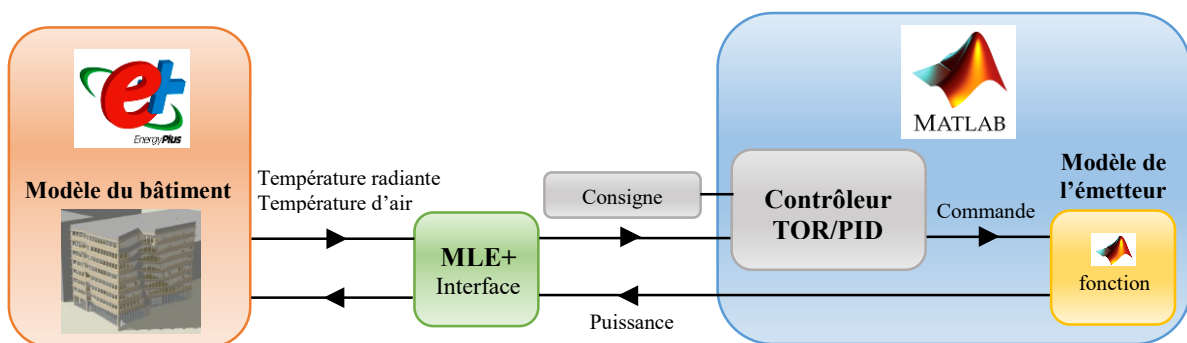 e+
EnergyPlus
Modèle du bâtiment
Température radiante
Température d’air
MLE+
Interface
Consigne
MATLAB
Contrôleur
TOR/PID
Commande
Modèle de
l’émetteur
fonction
Puissance